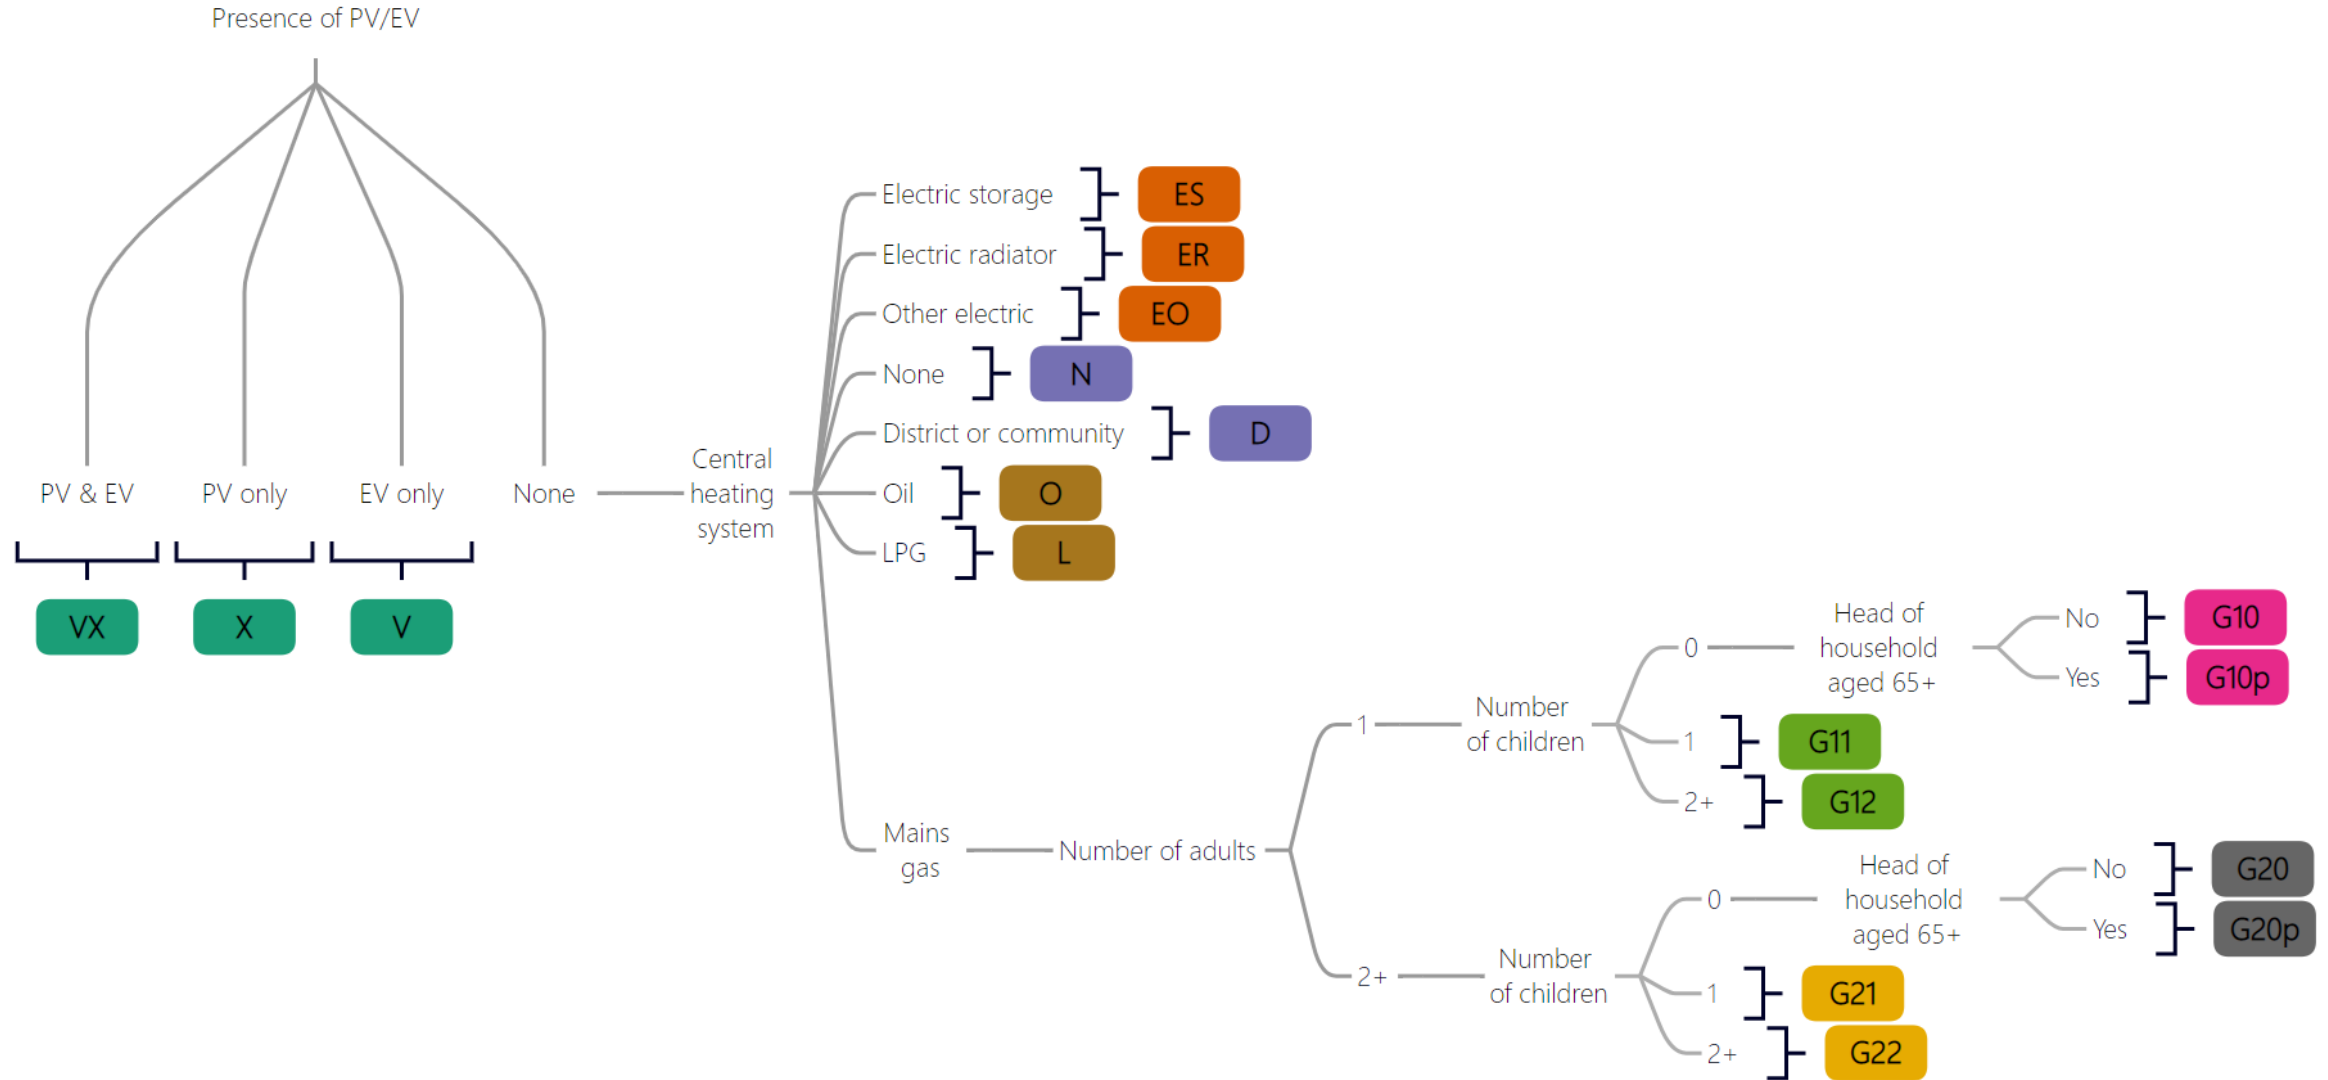 Presence of PV/EV
PV & EV
PV only
EV only
None
VX
X
V
Central
heating
system
Electric storage
ES
Electric radiator
ER
Other electric
EO
None
N
District or community
D
Oil
O
LPG
L
Mains
gas
Number of adults
1
Number
of children
0
Head of
household
aged 65+
No
G10
Yes
G10p
1
G11
2+
G12
2+
Number
of children
0
Head of
household
aged 65+
No
G20
Yes
G20p
1
G21
2+
G22